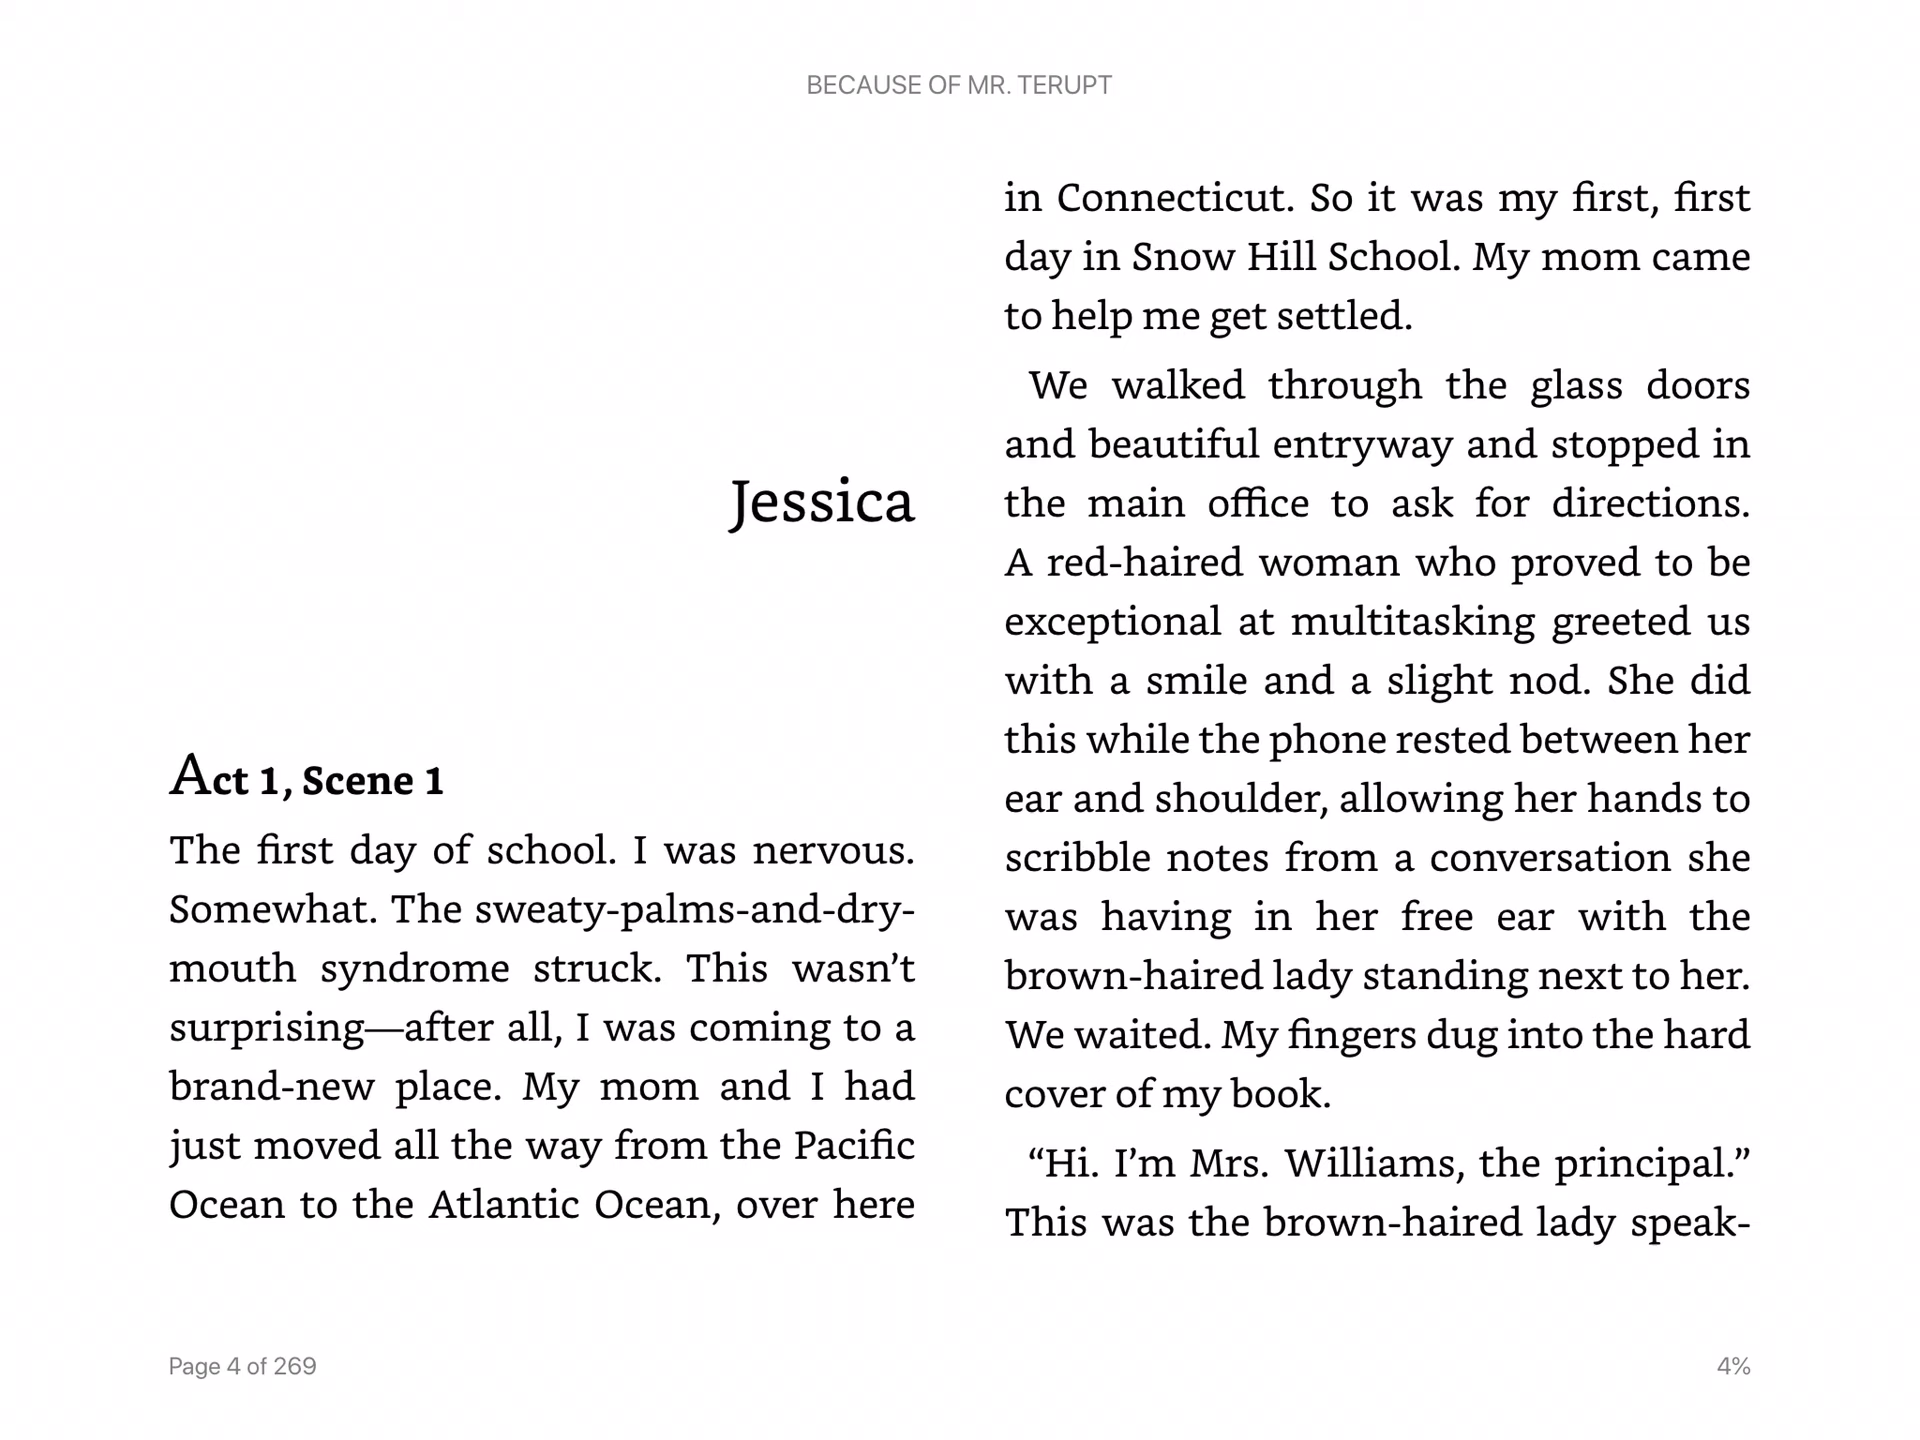 BECAUSE OF MR. TERUPT
Jessica
Act 1, Scene 1
The first day of school. I was nervous.
Somewhat. The sweaty-palms-and-dry-
mouth syndrome struck. This wasn’t
surprising—after all, I was coming to a
brand-new place. My mom and I had
just moved all the way from the Pacific
Ocean to the Atlantic Ocean, over here
in Connecticut. So it was my first, first
day in Snow Hill School. My mom came
to help me get settled.
We walked through the glass doors
and beautiful entryway and stopped in
the main office to ask for directions.
A red-haired woman who proved to be
exceptional at multitasking greeted us
with a smile and a slight nod. She did
this while the phone rested between her
ear and shoulder, allowing her hands to
scribble notes from a conversation she
was having in her free ear with the
brown-haired lady standing next to her.
We waited. My fingers dug into the hard
cover of my book.
“Hi. I’m Mrs. Williams, the principal.”
This was the brown-haired lady speak-
Page 4 of 269
4%